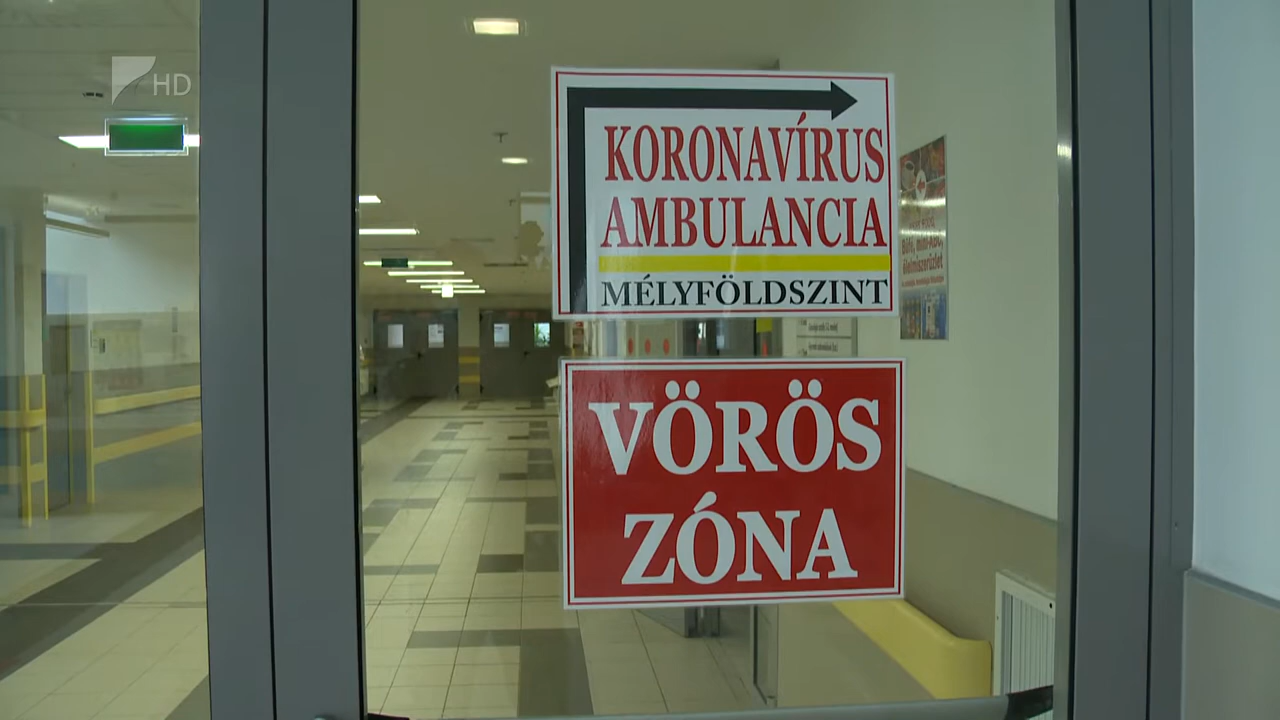 HD
KORONAVÍRUS
AMBULANCIA
MÉLYFÖLDSZINT
VÖRÖS
ZÓNA